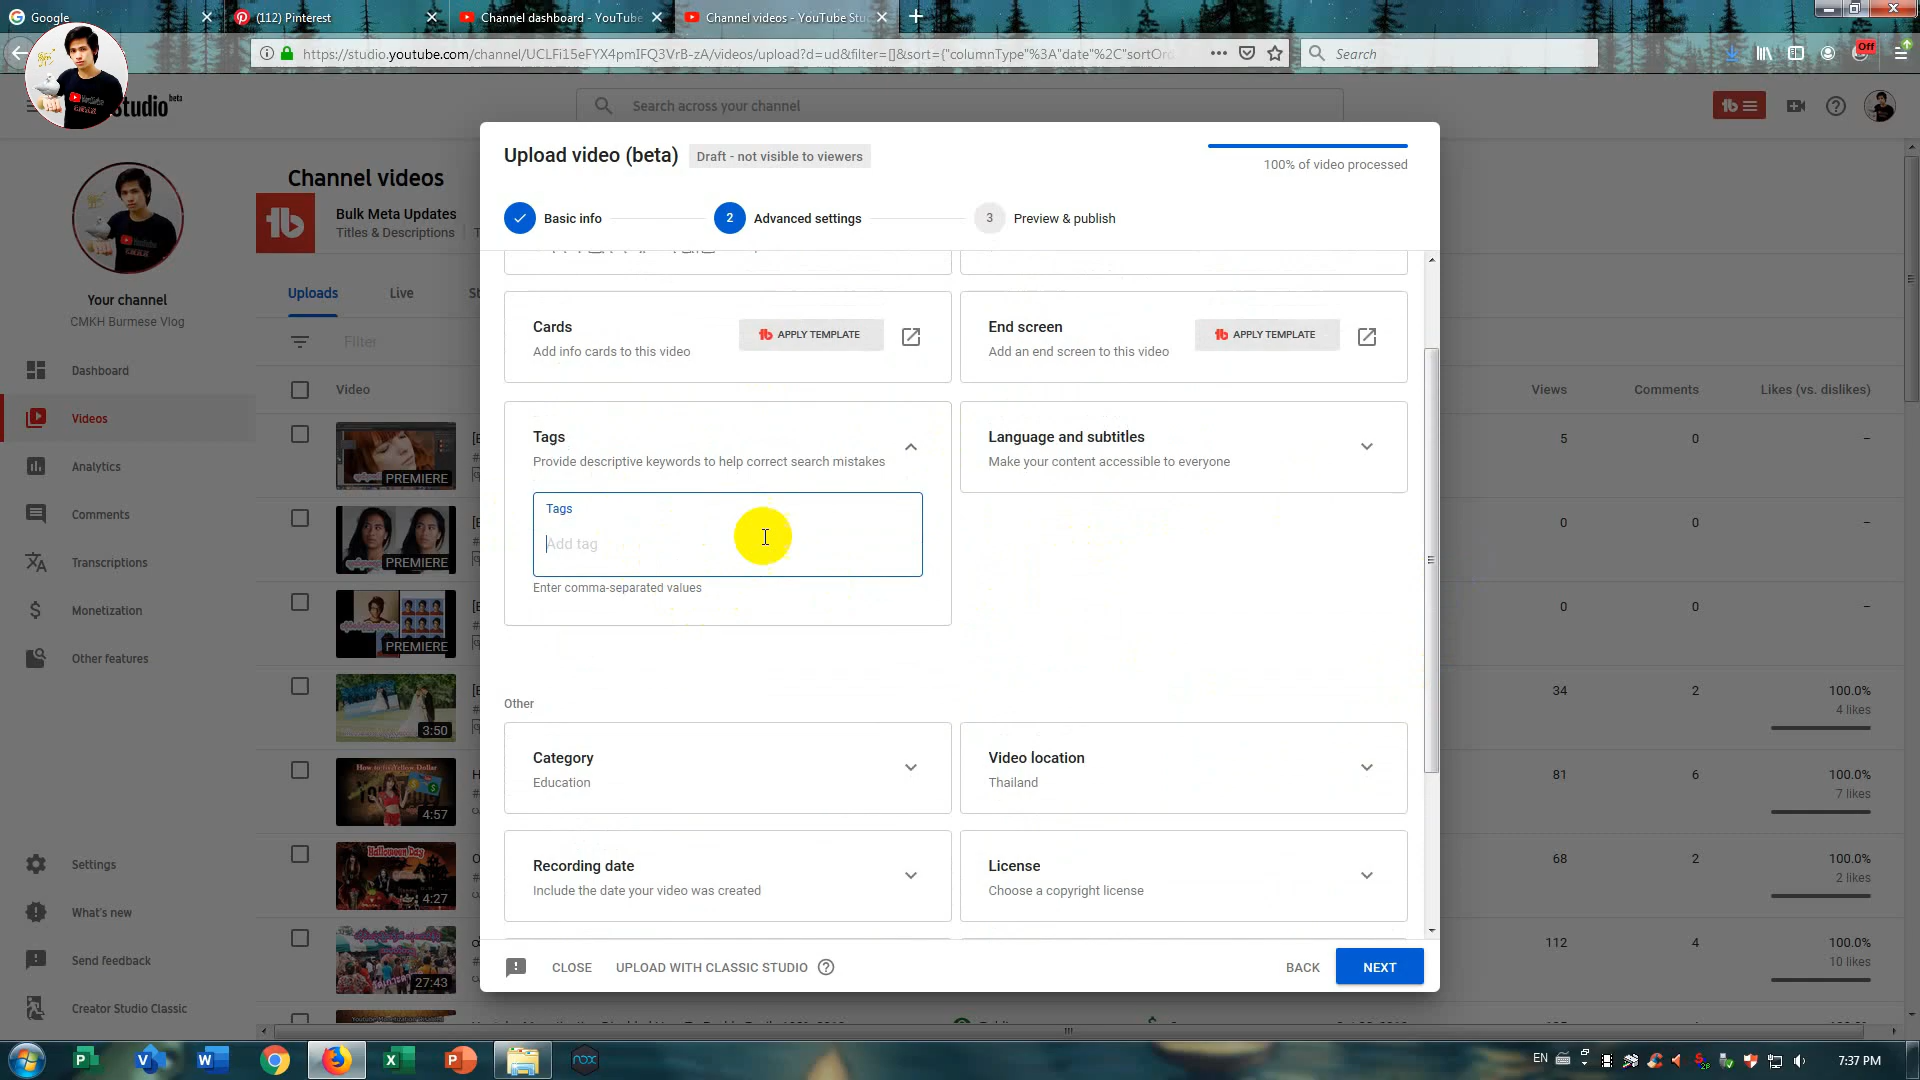 Google
(112) Pinterest
Channel dashboard - YouTube
Channel videos - YouTube Stu
https://studio.youtube.com/channel/UCLFi15eFYX4pmIFQ3VrB-zA/videos/upload?d=ud&filter=[]&sort={"columnType"%3A"date"%2C"sortOrd
Search
Off
Studio beta
Search across your channel
Upload video (beta)
Draft - not visible to viewers
100% of video processed
Basic info
2
Advanced settings
3
Preview & publish
Channel videos
Bulk Meta Updates
Titles & Descriptions
Uploads
Live
Filter
Video
Your channel
CMKH Burmese Vlog
Dashboard
Videos
Analytics
Comments
Transcriptions
Monetization
Other features
Settings
What's new
Send feedback
Creator Studio Classic
PREMIERE
PREMIERE
PREMIERE
3:50
How to fix Yellow Dollar
4:57
Halloween Day
4:27
27:43
Cards
Add info cards to this video
APPLY TEMPLATE
End screen
Add an end screen to this video
APPLY TEMPLATE
Tags
Provide descriptive keywords to help correct search mistakes
Tags
Add tag
Enter comma-separated values
Language and subtitles
Make your content accessible to everyone
Other
Category
Education
Video location
Thailand
Recording date
Include the date your video was created
License
Choose a copyright license
CLOSE
UPLOAD WITH CLASSIC STUDIO
BACK
NEXT
Views
Comments
Likes (vs. dislikes)
5
0
–
0
0
–
0
0
–
34
2
100.0%
4 likes
81
6
100.0%
7 likes
68
2
100.0%
2 likes
112
4
100.0%
10 likes
EN
7:37 PM